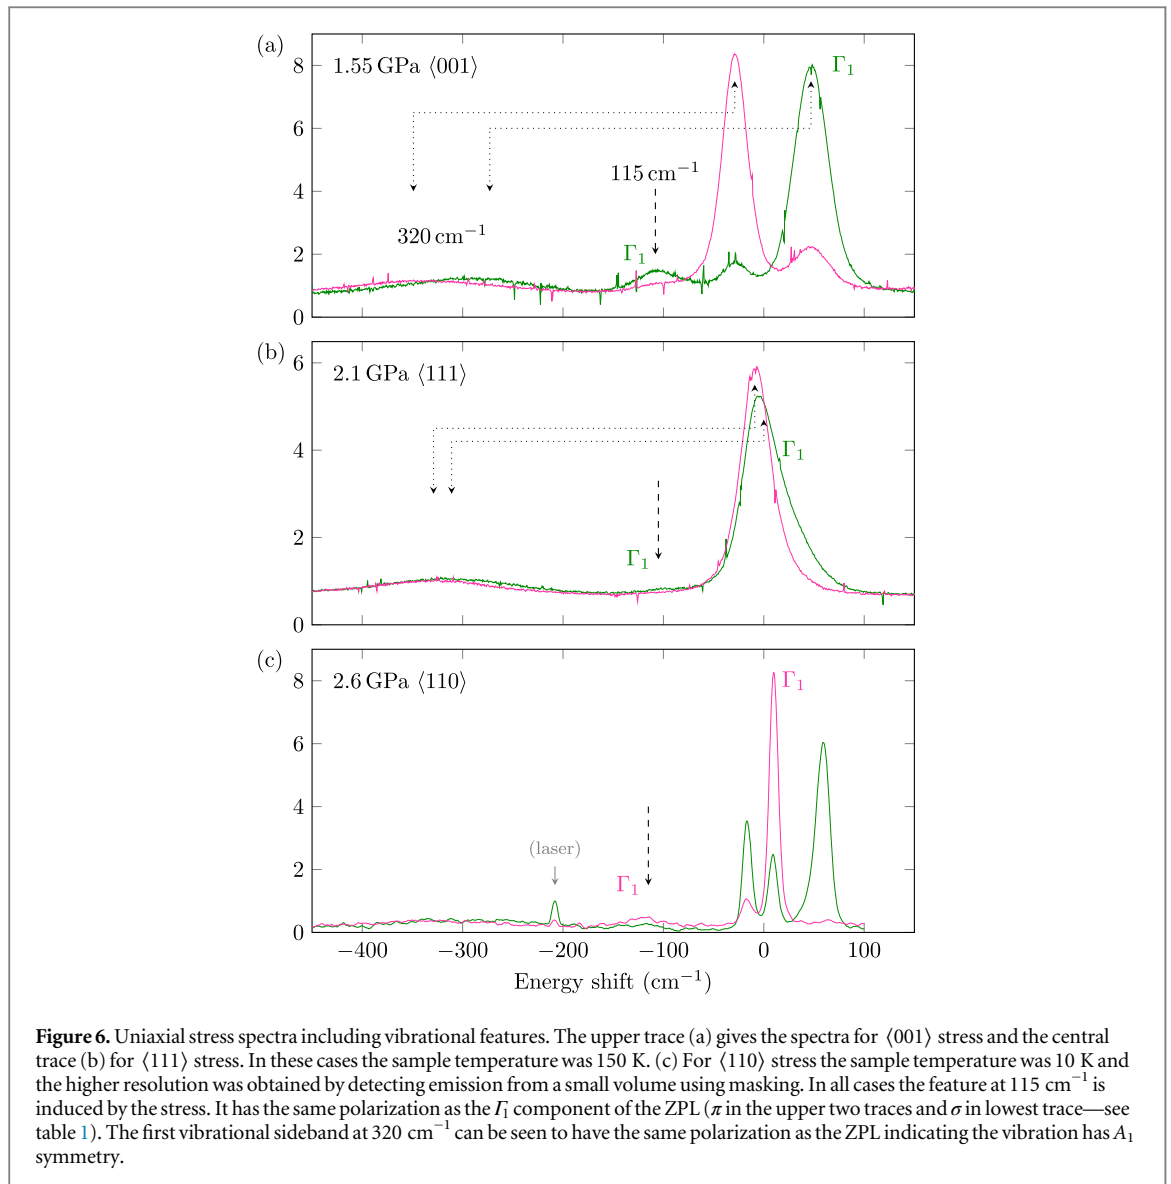 (a)
1.55 GPa ⟨001⟩
Γ1
115 cm−1
320 cm−1
Γ1
8
6
4
2
0
(b)
2.1 GPa ⟨111⟩
Γ1
Γ1
6
4
2
0
(c)
2.6 GPa ⟨110⟩
Γ1
(laser)
Γ1
8
6
4
2
0
−400 −300 −200 −100 0 100
Energy shift (cm−1)
Figure 6. Uniaxial stress spectra including vibrational features. The upper trace (a) gives the spectra for ⟨001⟩ stress and the central
trace (b) for ⟨111⟩ stress. In these cases the sample temperature was 150 K. (c) For ⟨110⟩ stress the sample temperature was 10 K and
the higher resolution was obtained by detecting emission from a small volume using masking. In all cases the feature at 115 cm−1 is
induced by the stress. It has the same polarization as the Γ1 component of the ZPL (π in the upper two traces and σ in lowest trace—see
table 1). The first vibrational sideband at 320 cm−1 can be seen to have the same polarization as the ZPL indicating the vibration has A1
symmetry.